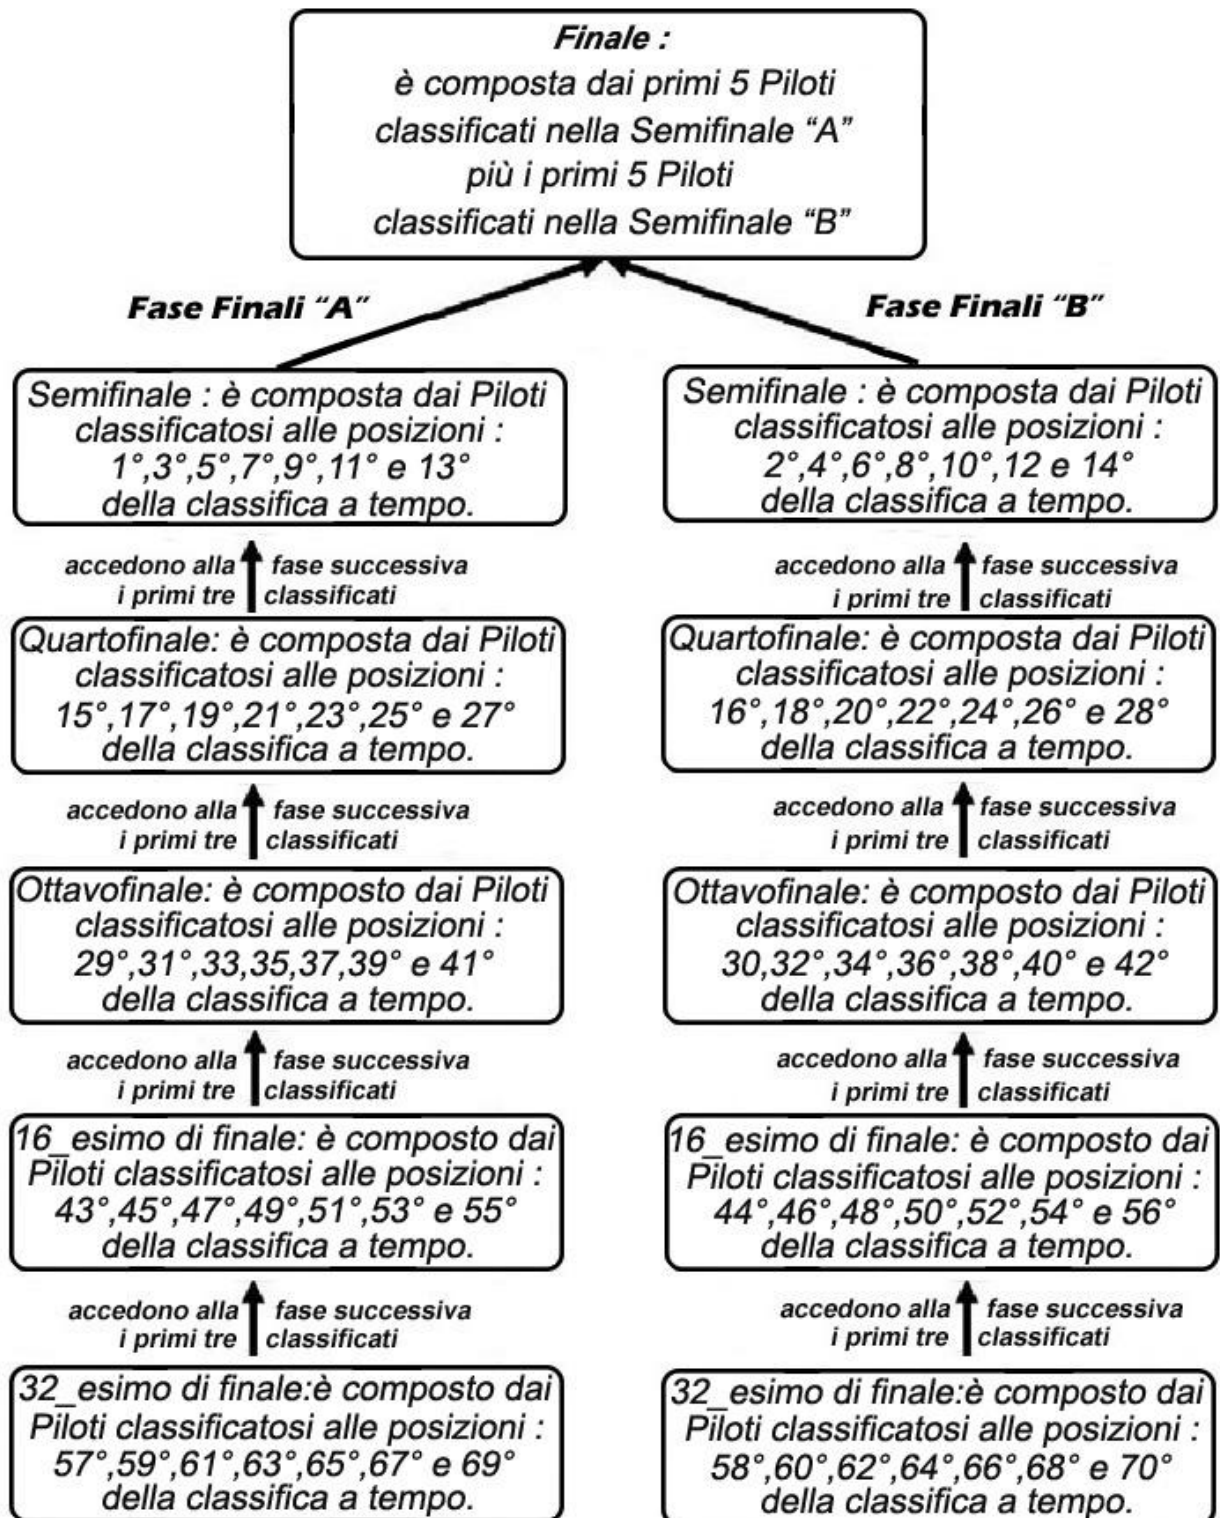 Finale :
è composta dai primi 5 Piloti
classificati nella Semifinale “A”
più i primi 5 Piloti
classificati nella Semifinale “B”
Fase Finali “A”
Fase Finali “B”
Semifinale : è composta dai Piloti
classificatosi alle posizioni :
1°,3°,5°,7°,9°,11° e 13°
della classifica a tempo.
accedono alla fase successiva
i primi tre classificati
Quartofinale: è composta dai Piloti
classificatosi alle posizioni :
15°,17°,19°,21°,23°,25° e 27°
della classifica a tempo.
accedono alla fase successiva
i primi tre classificati
Ottavofinale: è composto dai Piloti
classificatosi alle posizioni :
29°,31°,33,35,37,39° e 41°
della classifica a tempo.
accedono alla fase successiva
i primi tre classificati
16_esimo di finale: è composto dai
Piloti classificatosi alle posizioni :
43°,45°,47°,49°,51°,53° e 55°
della classifica a tempo.
accedono alla fase successiva
i primi tre classificati
32_esimo di finale:è composto dai
Piloti classificatosi alle posizioni :
57°,59°,61°,63°,65°,67° e 69°
della classifica a tempo.
Semifinale : è composta dai Piloti
classificatosi alle posizioni :
2°,4°,6°,8°,10°,12 e 14°
della classifica a tempo.
accedono alla fase successiva
i primi tre classificati
Quartofinale: è composta dai Piloti
classificatosi alle posizioni :
16°,18°,20°,22°,24°,26° e 28°
della classifica a tempo.
accedono alla fase successiva
i primi tre classificati
Ottavofinale: è composto dai Piloti
classificatosi alle posizioni :
30,32°,34°,36°,38°,40° e 42°
della classifica a tempo.
accedono alla fase successiva
i primi tre classificati
16_esimo di finale: è composto dai
Piloti classificatosi alle posizioni :
44°,46°,48°,50°,52°,54° e 56°
della classifica a tempo.
accedono alla fase successiva
i primi tre classificati
32_esimo di finale:è composto dai
Piloti classificatosi alle posizioni :
58°,60°,62°,64°,66°,68° e 70°
della classifica a tempo.